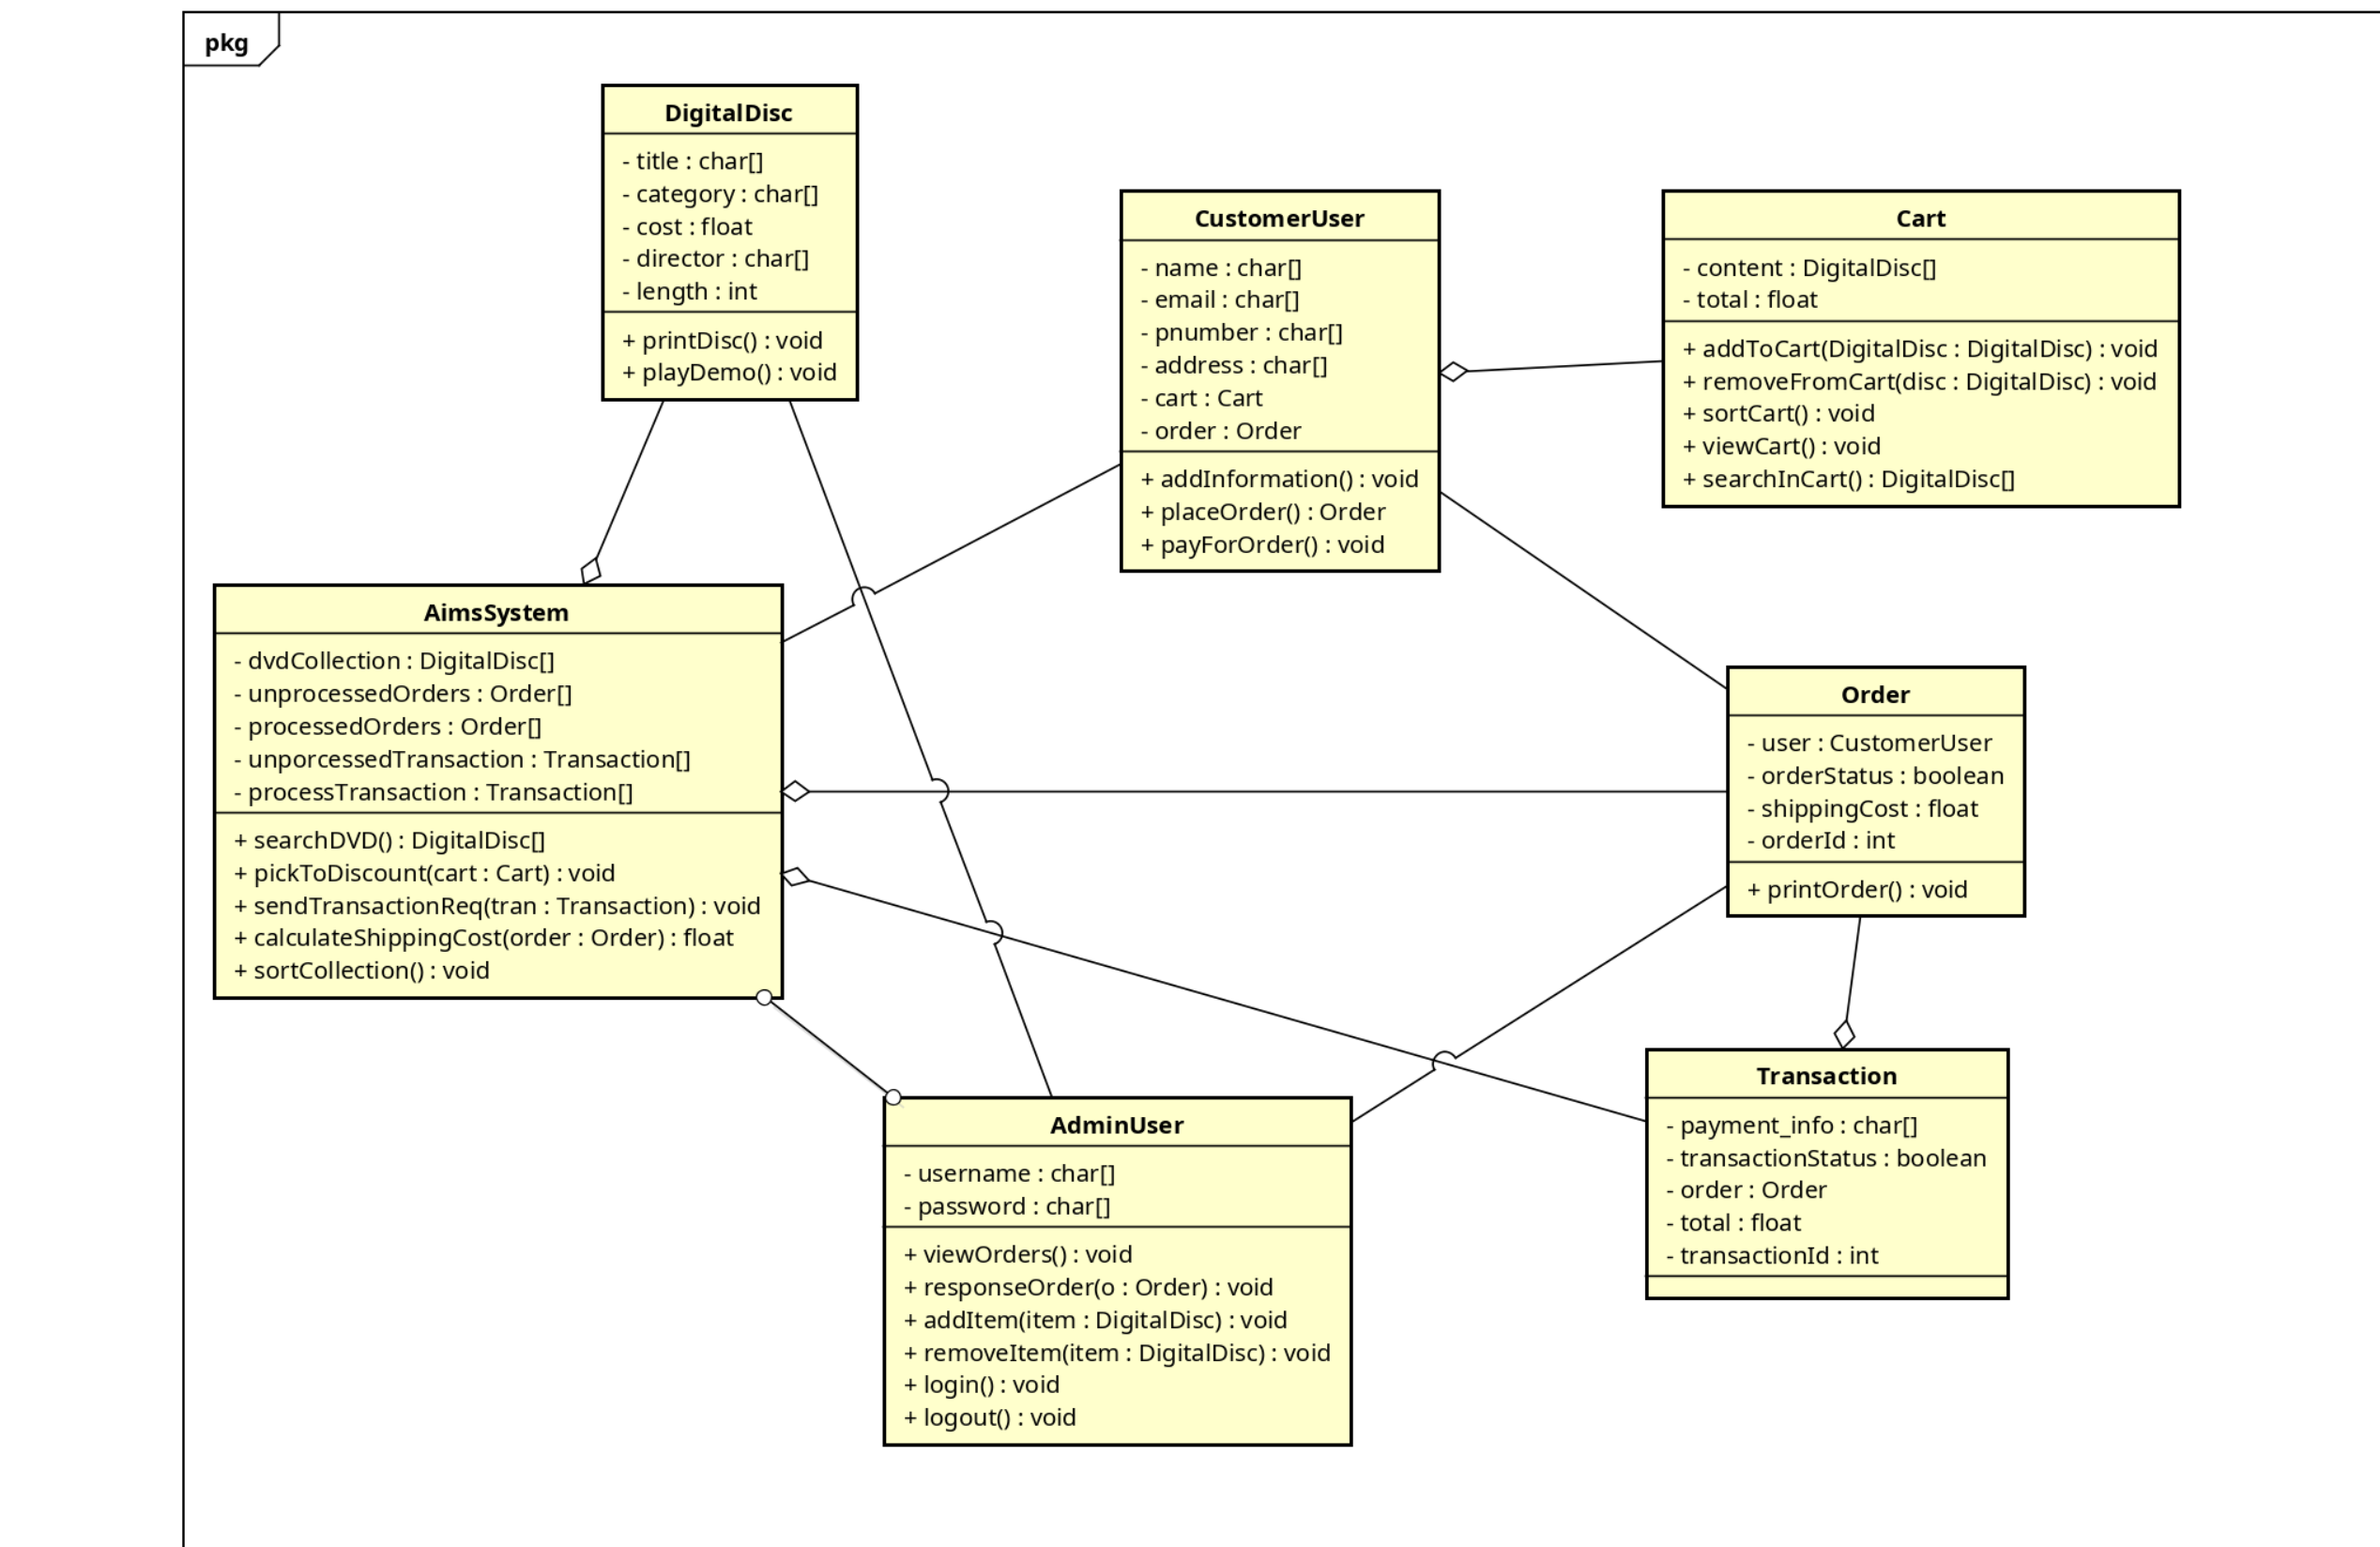 pkg
DigitalDisc
- title : char[]
- category : char[]
- cost : float
- director : char[]
- length : int
+ printDisc() : void
+ playDemo() : void
CustomerUser
- name : char[]
- email : char[]
- pnumber : char[]
- address : char[]
- cart : Cart
- order : Order
+ addInformation() : void
+ placeOrder() : Order
+ payForOrder() : void
Cart
- content : DigitalDisc[]
- total : float
+ addToCart(DigitalDisc : DigitalDisc) : void
+ removeFromCart(disc : DigitalDisc) : void
+ sortCart() : void
+ viewCart() : void
+ searchInCart() : DigitalDisc[]
AimsSystem
- dvdCollection : DigitalDisc[]
- unprocessedOrders : Order[]
- processedOrders : Order[]
- unporcessedTransaction : Transaction[]
- processTransaction : Transaction[]
+ searchDVD() : DigitalDisc[]
+ pickToDiscount(cart : Cart) : void
+ sendTransactionReq(tran : Transaction) : void
+ calculateShippingCost(order : Order) : float
+ sortCollection() : void
Order
- user : CustomerUser
- orderStatus : boolean
- shippingCost : float
- orderId : int
+ printOrder() : void
AdminUser
- username : char[]
- password : char[]
+ viewOrders() : void
+ responseOrder(o : Order) : void
+ addItem(item : DigitalDisc) : void
+ removeItem(item : DigitalDisc) : void
+ login() : void
+ logout() : void
Transaction
- payment_info : char[]
- transactionStatus : boolean
- order : Order
- total : float
- transactionId : int